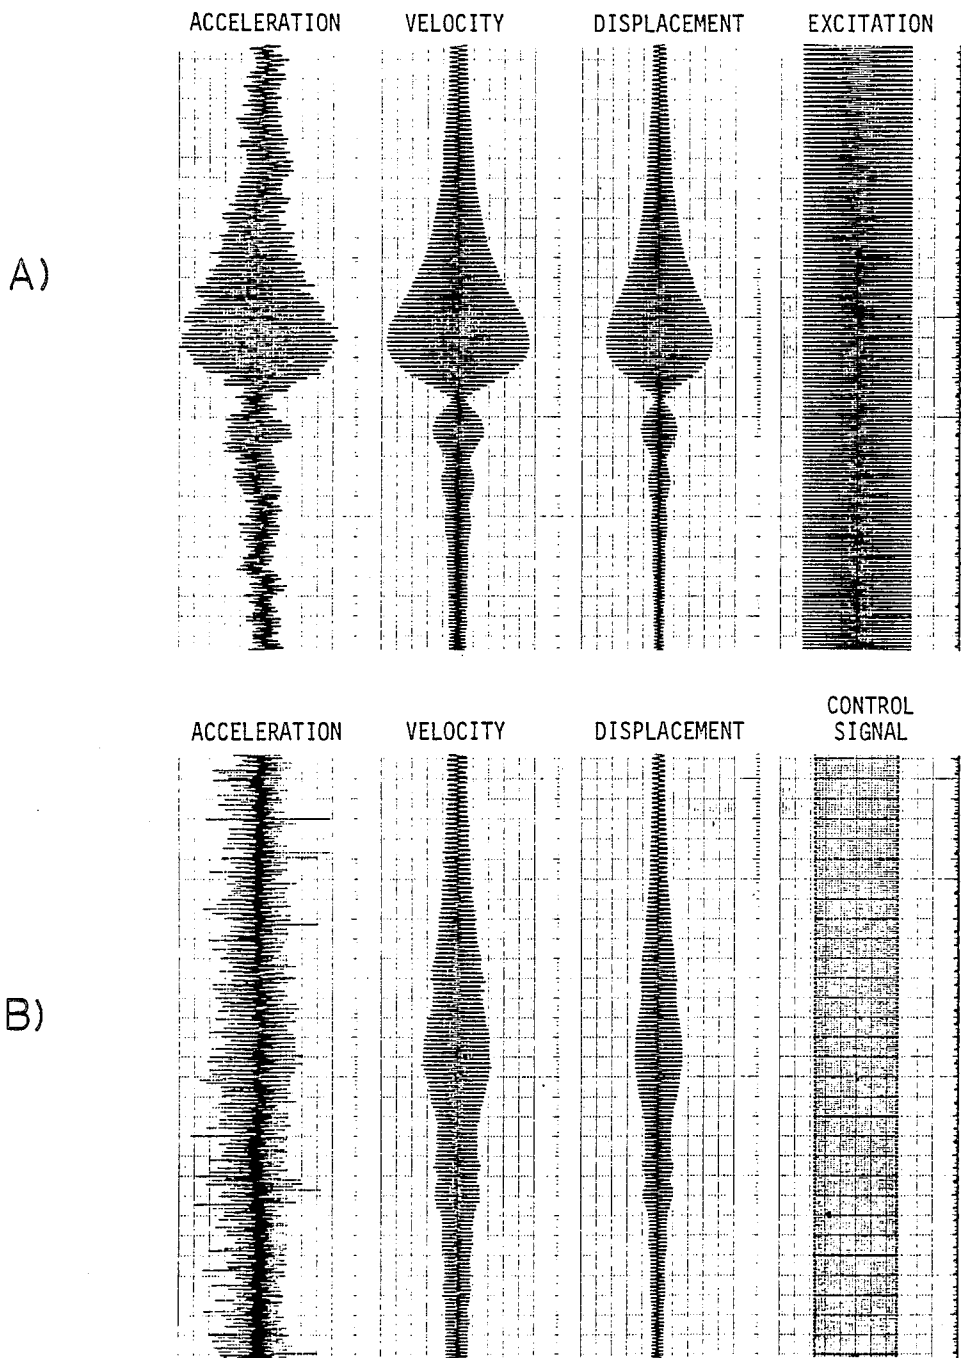 ACCELERATION VELOCITY DISPLACEMENT EXCITATION
A)
ACCELERATION VELOCITY DISPLACEMENT CONTROL SIGNAL
B)